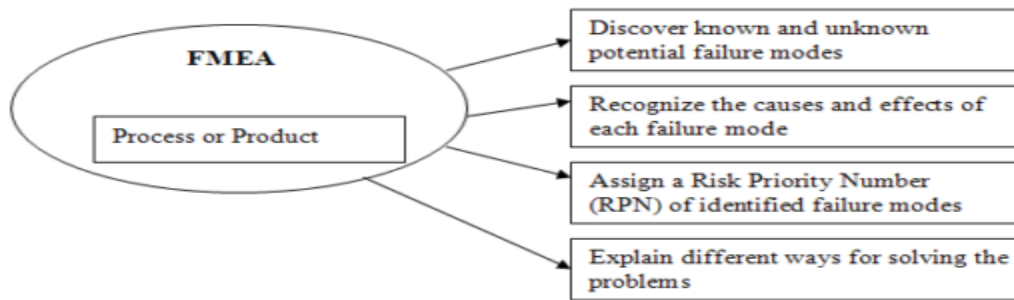 FMEA
Process or Product
Discover known and unknown
potential failure modes
Recognize the causes and effects of
each failure mode
Assign a Risk Priority Number
(RPN) of identified failure modes
Explain different ways for solving the
problems